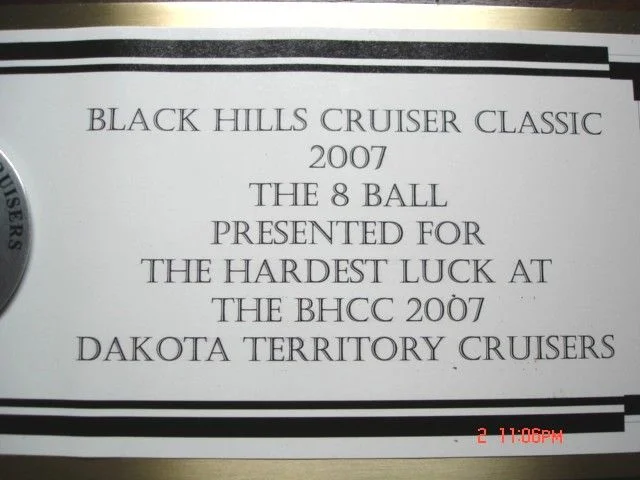 BLACK HILLS CRUISER CLASSIC
2007
THE 8 BALL
PRESENTED FOR
THE HARDEST LUCK AT
THE BHCC 2007
DAKOTA TERRITORY CRUISERS
CRUISERS
2 11:06PM